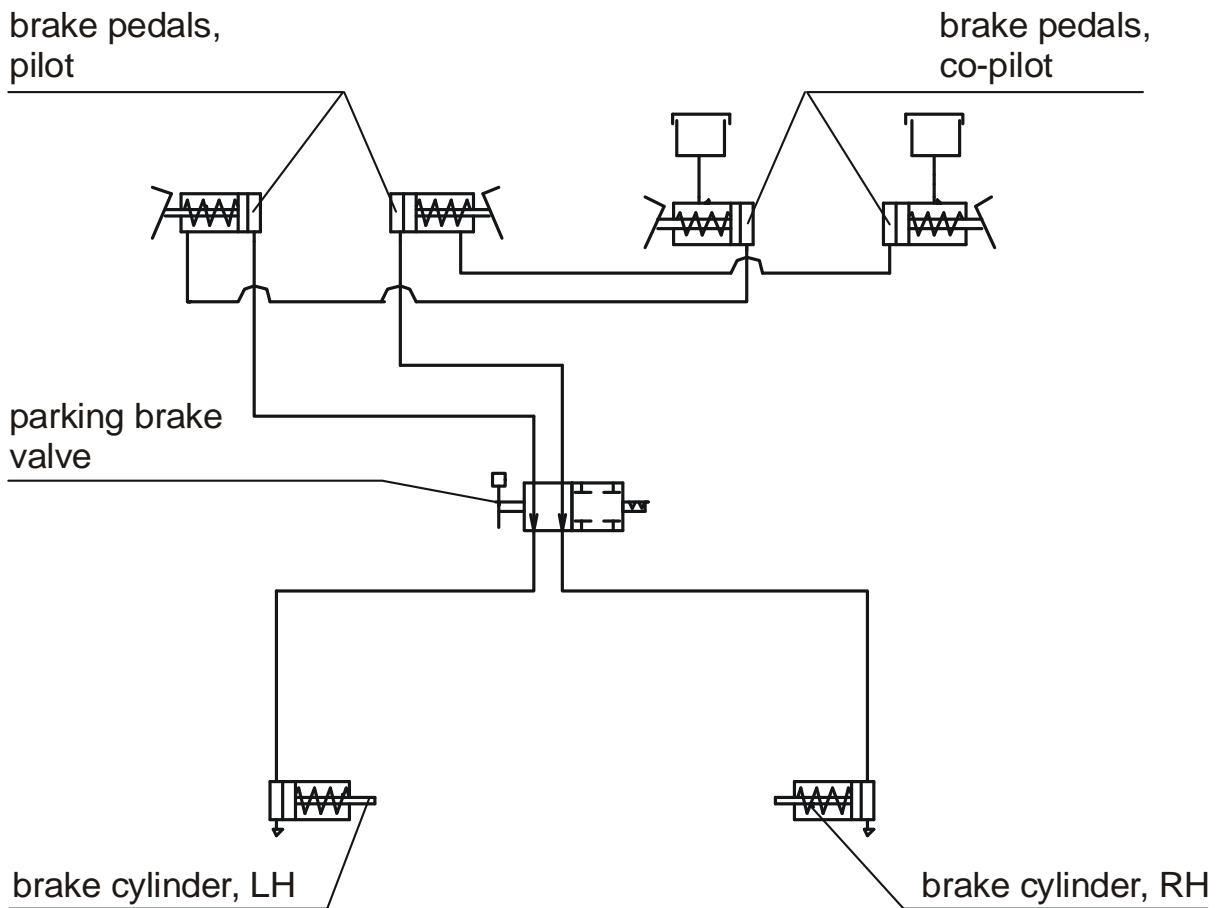 brake pedals,
pilot
brake pedals,
co-pilot
parking brake
valve
brake cylinder, LH
brake cylinder, RH